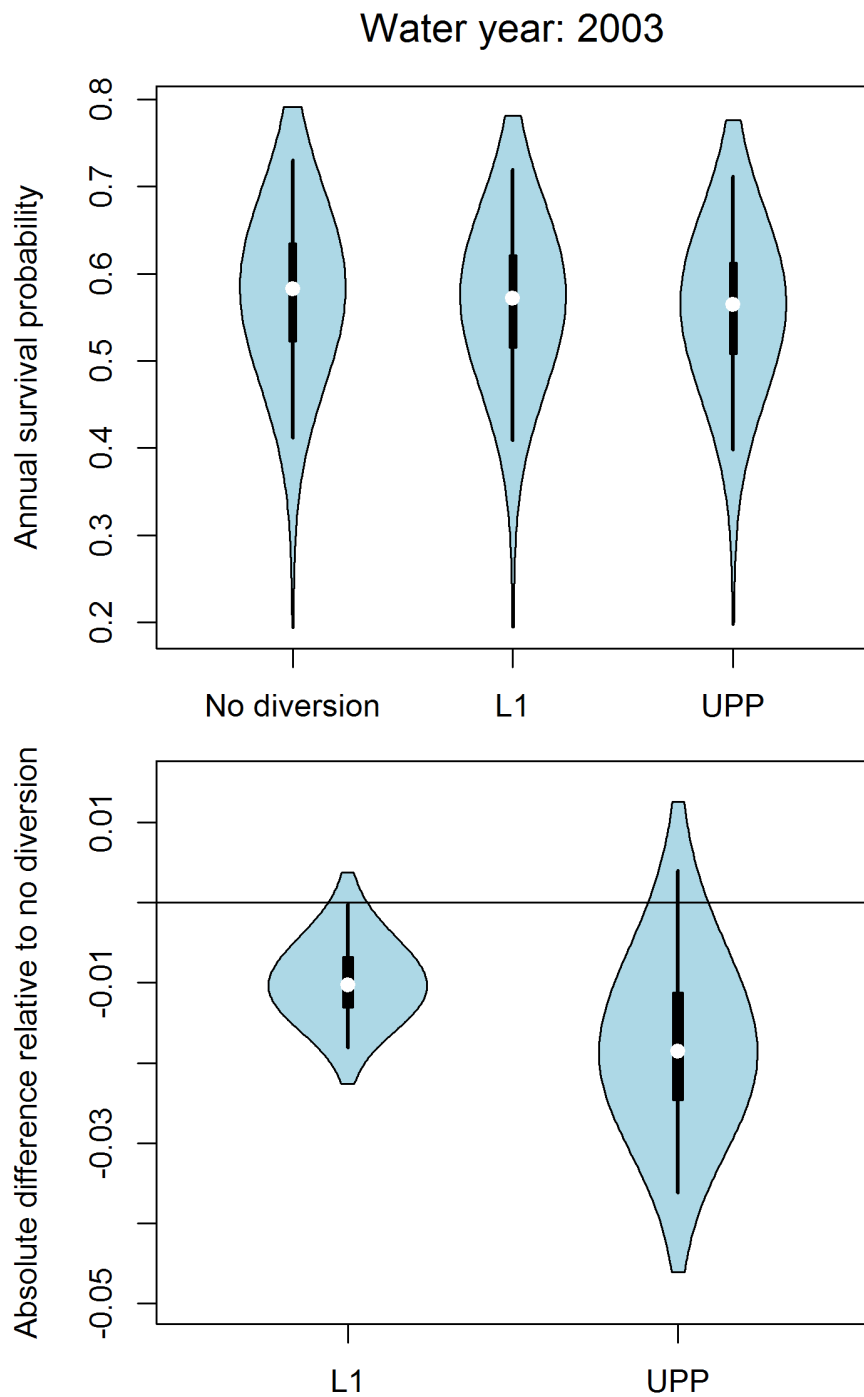 Water year: 2003
Annual survival probability
0.8
0.7
0.6
0.5
0.4
0.3
0.2
No diversion L1 UPP
Absolute difference relative to no diversion
0.01
-0.01
-0.03
-0.05
L1 UPP